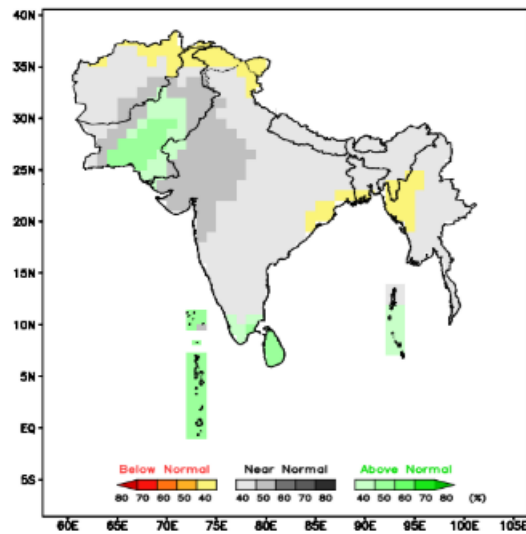 40N
35N
30N
25N
20N
15N
10N
5N
EQ
5S
Below Normal Near Normal Above Normal
80 70 60 50 40 40 50 60 70 80 40 50 60 70 80 (%)
60E 65E 70E 75E 80E 85E 90E 95E 100E 105E